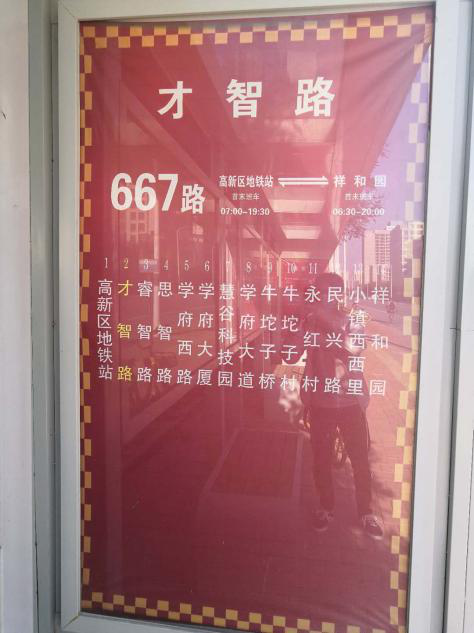 才智路
667路
高新区地铁站
祥和园
首末班车
首末班车
07:00-19:30
06:30-20:00
1 2 3 4 5 6 7 8 9 10 11
高新区地铁站
才智路
睿智路
思智路
学府西路
学府大厦
慧谷科技园
学府大道
牛坨子桥
牛坨子村
永红村
民兴路
小镇西西里
祥和园